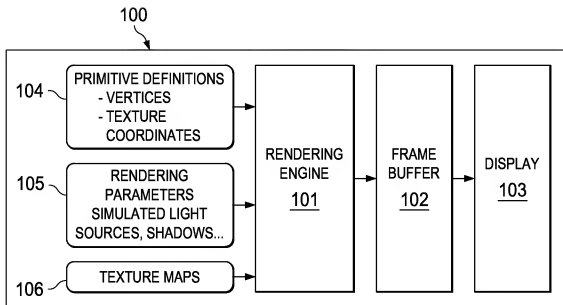 100
104
PRIMITIVE DEFINITIONS
- VERTICES
- TEXTURE
COORDINATES
105
RENDERING
PARAMETERS
SIMULATED LIGHT
SOURCES, SHADOWS...
106
TEXTURE MAPS
RENDERING
ENGINE
101
FRAME
BUFFER
102
DISPLAY
103